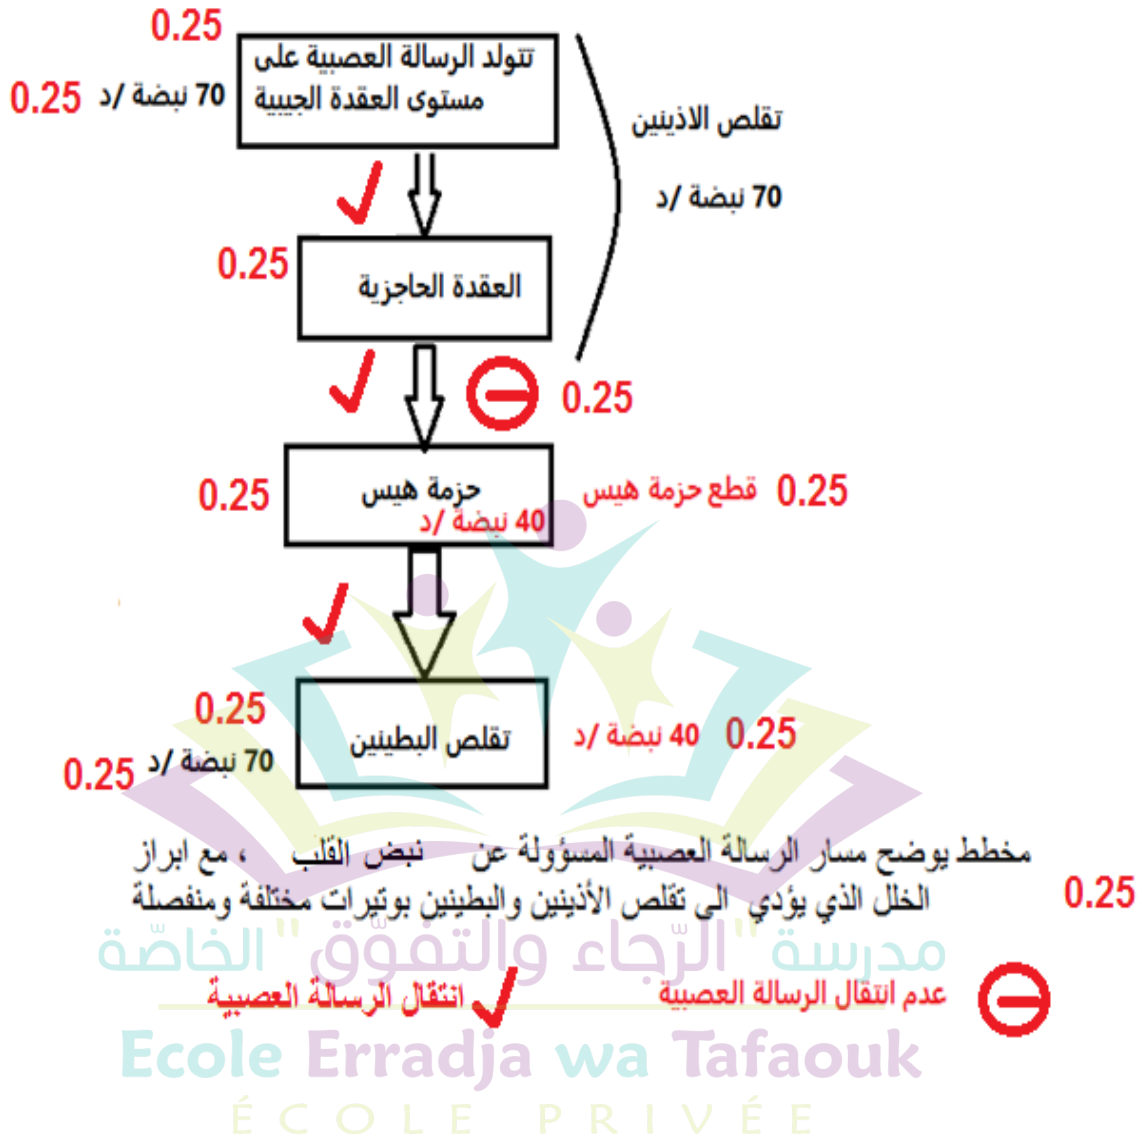 0.25
تتولد الرسالة العصبية على
مستوى العقدة الجيبية
70 نبضة /د
0.25
تقلص الاذينين
70 نبضة /د
0.25
العقدة الحاجزية
0.25
0.25
حزمة هيس
40 نبضة /د
قطع حزمة هيس 0.25
0.25
تقلص البطينين
70 نبضة /د
0.25
40 نبضة /د 0.25
مخطط يوضح مسار الرسالة العصبية المسؤولة عن نبض القلب ، مع ابراز
الخلل الذي يؤدي الى تقلص الأذينين والبطينين بوتيرات مختلفة ومنفصلة
0.25
مدرسة "الرّجاء والتفوّق" الخاصّة
عدم انتقال الرسالة العصبية
انتقال الرسالة العصبية
Ecole Erradja wa Tafaouk
ÉCOLE PRIVÉE